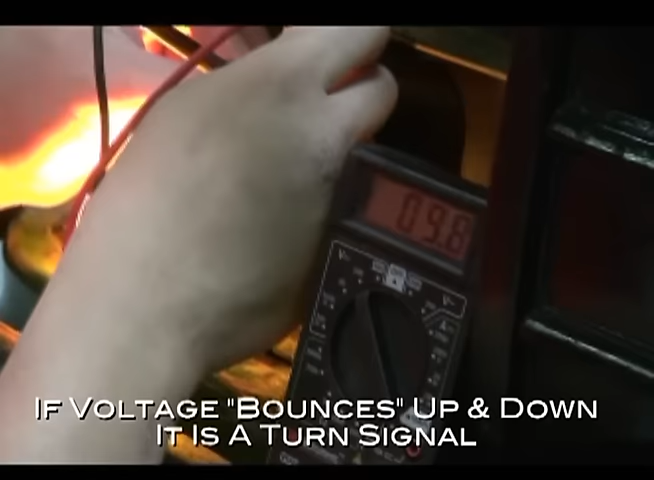 09.8
IF VOLTAGE "BOUNCES" UP & DOWN
IT IS A TURN SIGNAL